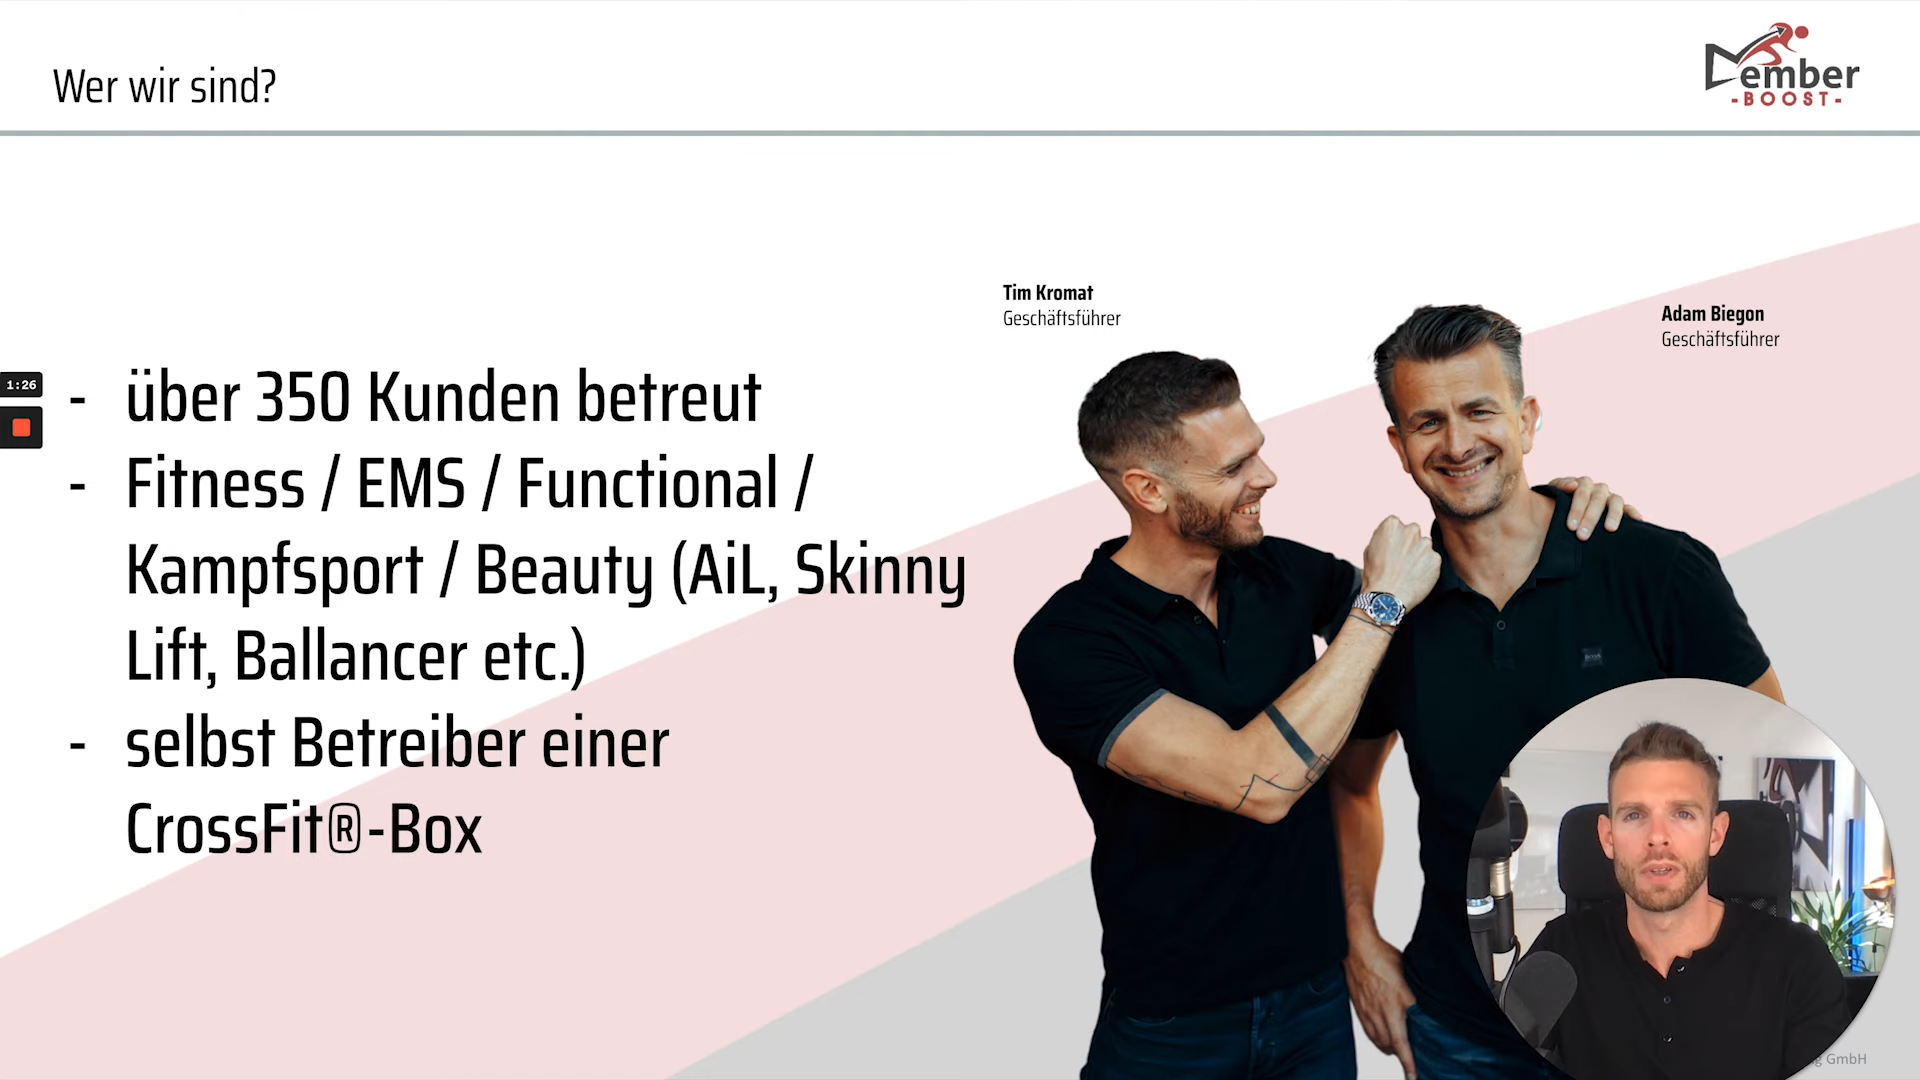 Wer wir sind?
Member
-BOOST-
Tim Kromat
Geschäftsführer
Adam Biegon
Geschäftsführer
1:26
- über 350 Kunden betreut
- Fitness / EMS / Functional /
Kampfsport / Beauty (AiL, Skinny
Lift, Ballancer etc.)
- selbst Betreiber einer
CrossFit®-Box
GmbH